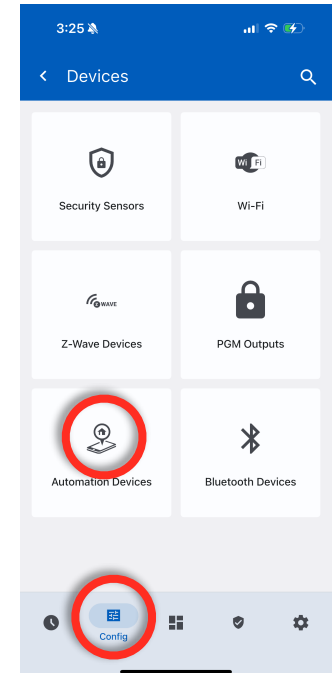 3:25
Devices
Security Sensors
Wi Fi
Wi-Fi
Z WAVE
Z-Wave Devices
PGM Outputs
Automation Devices
Bluetooth Devices
Config